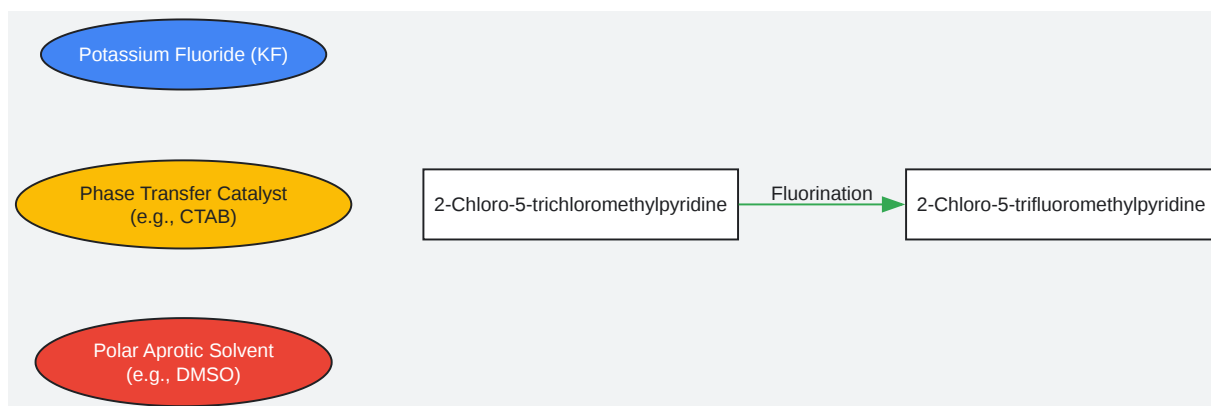 Potassium Fluoride (KF)
Phase Transfer Catalyst
(e.g., CTAB)
2-Chloro-5-trichloromethylpyridine
Fluorination
2-Chloro-5-trifluoromethylpyridine
Polar Aprotic Solvent
(e.g., DMSO)